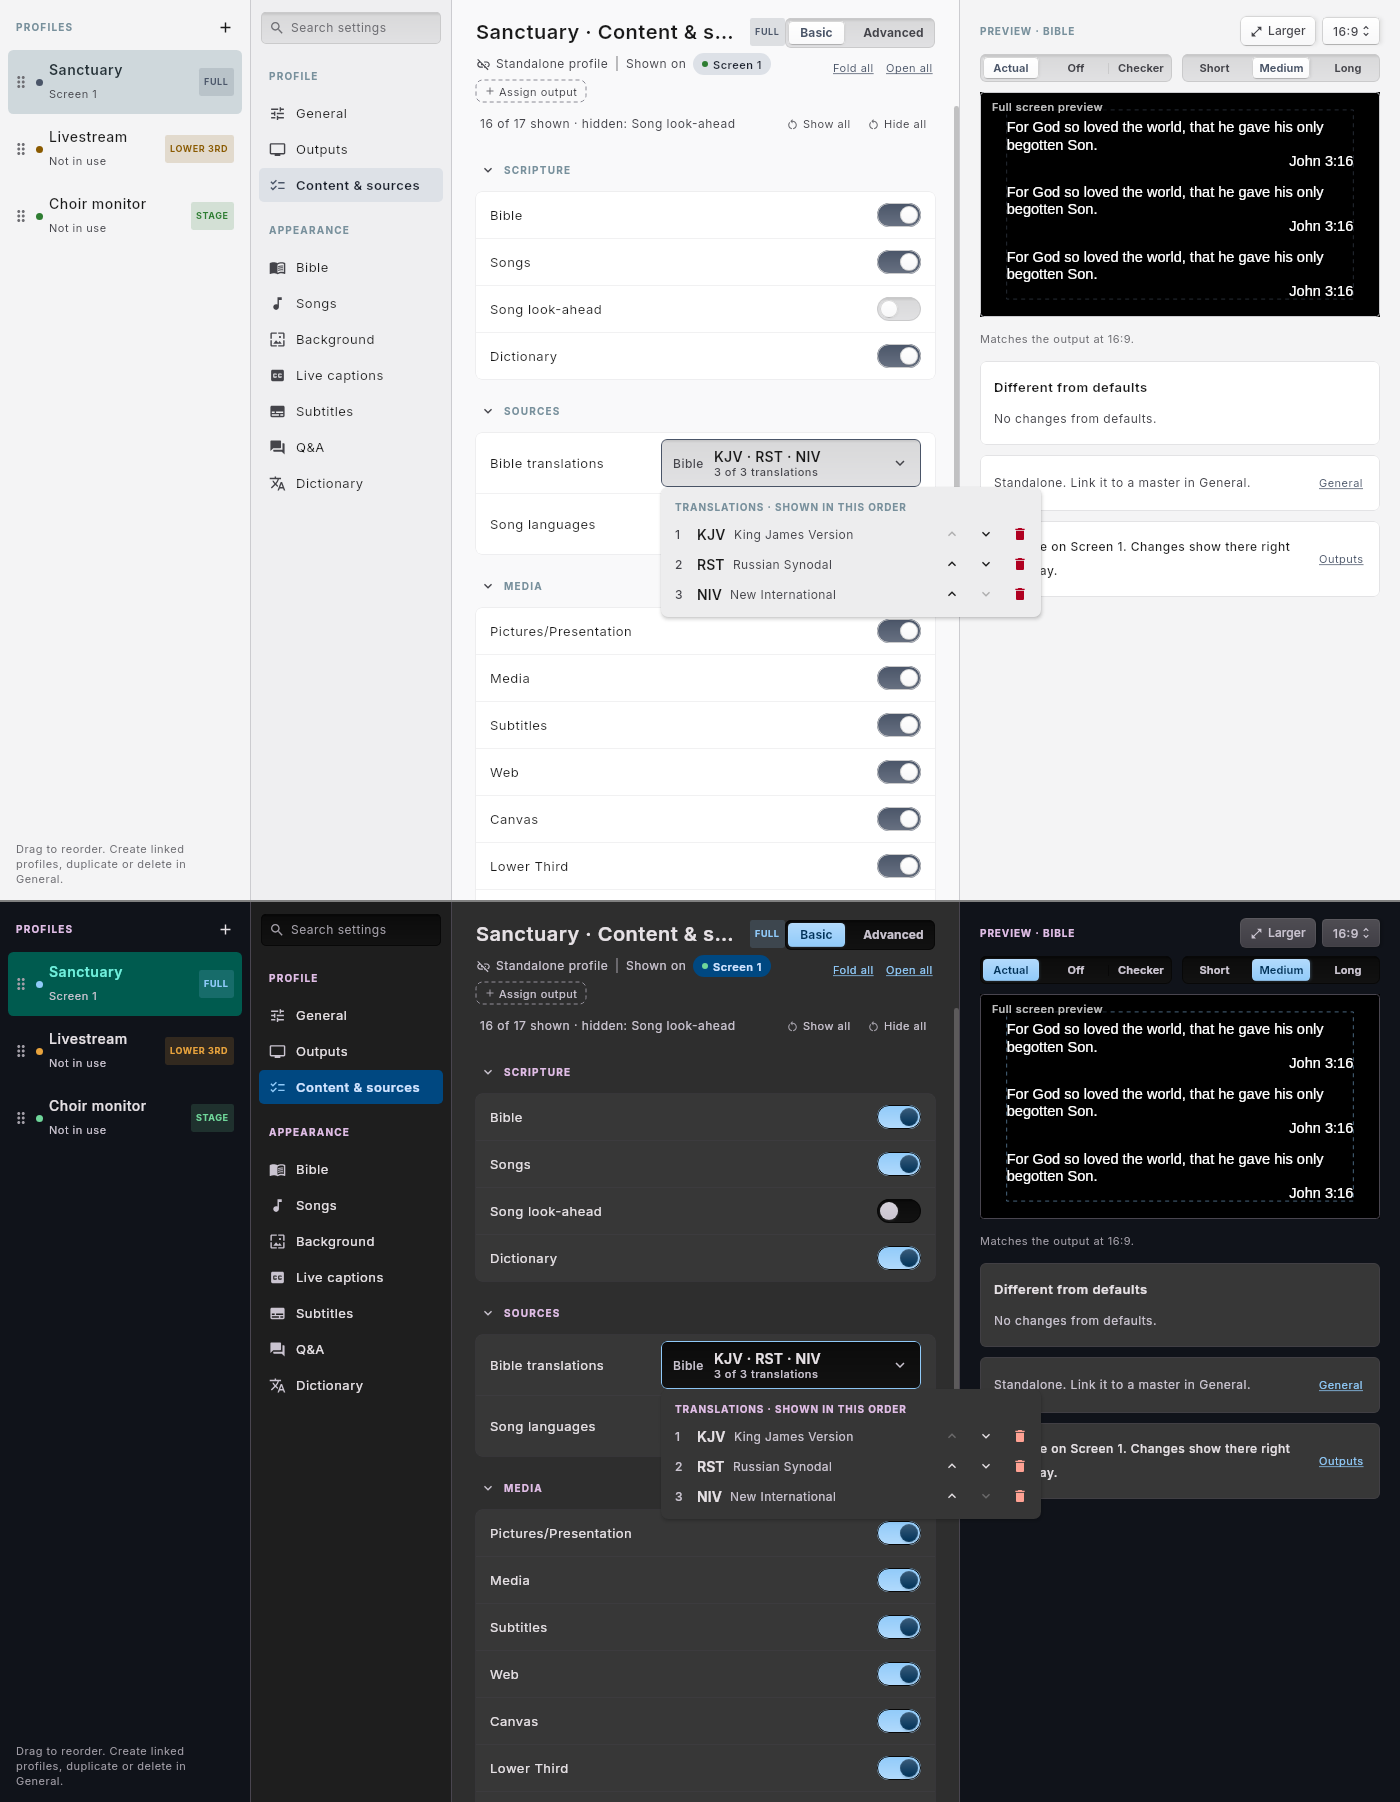 PROFILES
Sanctuary
Screen 1
FULL
Livestream
Not in use
LOWER 3RD
Choir monitor
Not in use
STAGE
Drag to reorder. Create linked
profiles, duplicate or delete in
General.
Search settings
PROFILE
General
Outputs
Content & sources
APPEARANCE
Bible
Songs
Background
Live captions
Subtitles
Q&A
Dictionary
Sanctuary · Content & s...
FULL
Basic
Advanced
Standalone profile | Shown on
Screen 1
Fold all
Open all
+ Assign output
16 of 17 shown · hidden: Song look-ahead
Show all
Hide all
SCRIPTURE
Bible
Songs
Song look-ahead
Dictionary
SOURCES
Bible translations
Bible
KJV · RST · NIV
3 of 3 translations
Song languages
TRANSLATIONS · SHOWN IN THIS ORDER
1 KJV King James Version
2 RST Russian Synodal
3 NIV New International
MEDIA
Pictures/Presentation
Media
Subtitles
Web
Canvas
Lower Third
PREVIEW · BIBLE
Larger
16:9
Actual
Off
Checker
Short
Medium
Long
Full screen preview
For God so loved the world, that he gave his only
begotten Son.
John 3:16
For God so loved the world, that he gave his only
begotten Son.
John 3:16
For God so loved the world, that he gave his only
begotten Son.
John 3:16
Matches the output at 16:9.
Different from defaults
No changes from defaults.
Standalone. Link it to a master in General.
General
e on Screen 1. Changes show there right
ay.
Outputs
PROFILES
Sanctuary
Screen 1
FULL
Livestream
Not in use
LOWER 3RD
Choir monitor
Not in use
STAGE
Drag to reorder. Create linked
profiles, duplicate or delete in
General.
Search settings
PROFILE
General
Outputs
Content & sources
APPEARANCE
Bible
Songs
Background
Live captions
Subtitles
Q&A
Dictionary
Sanctuary · Content & s...
FULL
Basic
Advanced
Standalone profile | Shown on
Screen 1
Fold all
Open all
+ Assign output
16 of 17 shown · hidden: Song look-ahead
Show all
Hide all
SCRIPTURE
Bible
Songs
Song look-ahead
Dictionary
SOURCES
Bible translations
Bible
KJV · RST · NIV
3 of 3 translations
Song languages
TRANSLATIONS · SHOWN IN THIS ORDER
1 KJV King James Version
2 RST Russian Synodal
3 NIV New International
MEDIA
Pictures/Presentation
Media
Subtitles
Web
Canvas
Lower Third
PREVIEW · BIBLE
Larger
16:9
Actual
Off
Checker
Short
Medium
Long
Full screen preview
For God so loved the world, that he gave his only
begotten Son.
John 3:16
For God so loved the world, that he gave his only
begotten Son.
John 3:16
For God so loved the world, that he gave his only
begotten Son.
John 3:16
Matches the output at 16:9.
Different from defaults
No changes from defaults.
Standalone. Link it to a master in General.
General
e on Screen 1. Changes show there right
ay.
Outputs